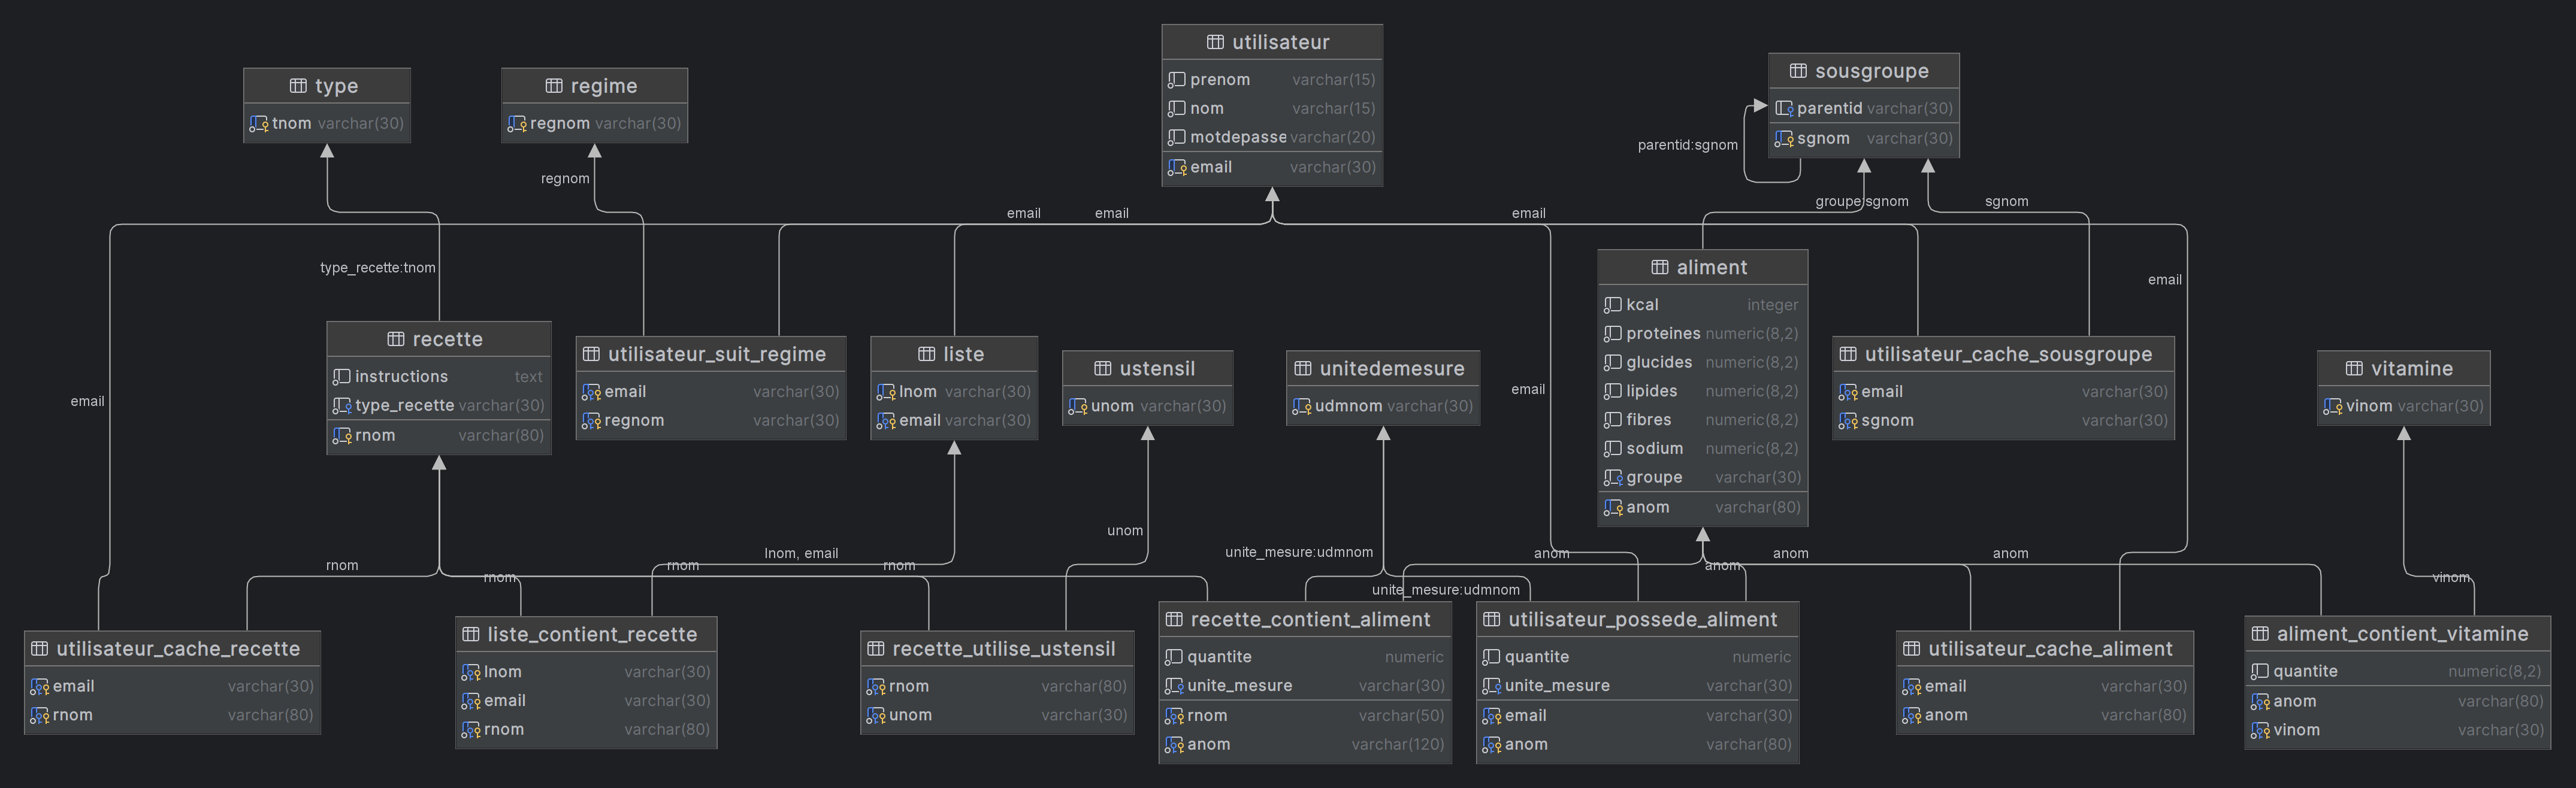 utilisateur
prenom varchar(15)
nom varchar(15)
motdepasse varchar(20)
email varchar(30)
type
tnom varchar(30)
regime
regnom varchar(30)
sousgroupe
parentid varchar(30)
sgnom varchar(30)
parentid:sgnom
regnom
email
email
email
groupe:sgnom
sgnom
type_recette:tnom
email
email
email
recette
instructions text
type_recette varchar(30)
rnom varchar(80)
utilisateur_suit_regime
email varchar(30)
regnom varchar(30)
liste
lnom varchar(30)
email varchar(30)
ustensil
unom varchar(30)
unitedemesure
udmnom varchar(30)
aliment
kcal integer
proteines numeric(8,2)
glucides numeric(8,2)
lipides numeric(8,2)
fibres numeric(8,2)
sodium numeric(8,2)
groupe varchar(30)
anom varchar(80)
utilisateur_cache_sousgroupe
email varchar(30)
sgnom varchar(30)
vitamine
vinom varchar(30)
unom
lnom, email
unite_mesure:udmnom
anom
anom
anom
rnom
rnom
rnom
rnom
anom
vinom
unite_mesure:udmnom
utilisateur_cache_recette
email varchar(30)
rnom varchar(80)
liste_contient_recette
lnom varchar(30)
email varchar(30)
rnom varchar(80)
recette_utilise_ustensil
rnom varchar(80)
unom varchar(30)
recette_contient_aliment
quantite numeric
unite_mesure varchar(30)
rnom varchar(50)
anom varchar(120)
utilisateur_possede_aliment
quantite numeric
unite_mesure varchar(30)
email varchar(30)
anom varchar(80)
utilisateur_cache_aliment
email varchar(30)
anom varchar(80)
aliment_contient_vitamine
quantite numeric(8,2)
anom varchar(80)
vinom varchar(30)